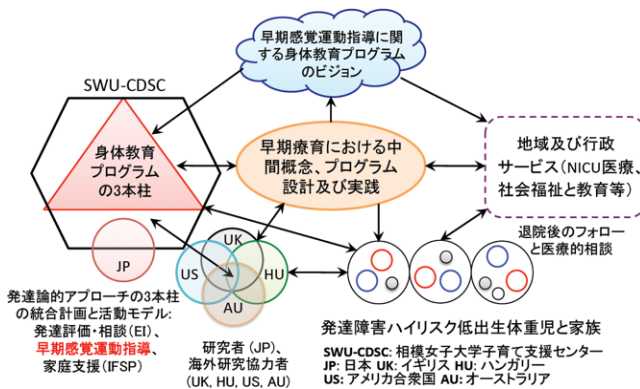 早期感覚運動指導に関
する身体教育プログラム
のビジョン
SWU-CDSC
身体教育
プログラム
の3本柱
早期療育における中
間概念、プログラム
設計及び実践
地域及び行政
サービス(NICU医療、
社会福祉と教育等)
退院後のフォロー
と医療的相談
JP
UK
US
HU
AU
発達論的アプローチの3本柱
の統合計画と活動モデル:
発達評価・相談(EI)、
早期感覚運動指導、
家庭支援(IFSP)
研究者(JP)、
海外研究協力者
(UK, HU, US, AU)
発達障害ハイリスク低出生体重児と家族
SWU-CDSC: 相模女子大学子育て支援センター
JP: 日本 UK: イギリス HU: ハンガリー
US: アメリカ合衆国 AU: オーストラリア